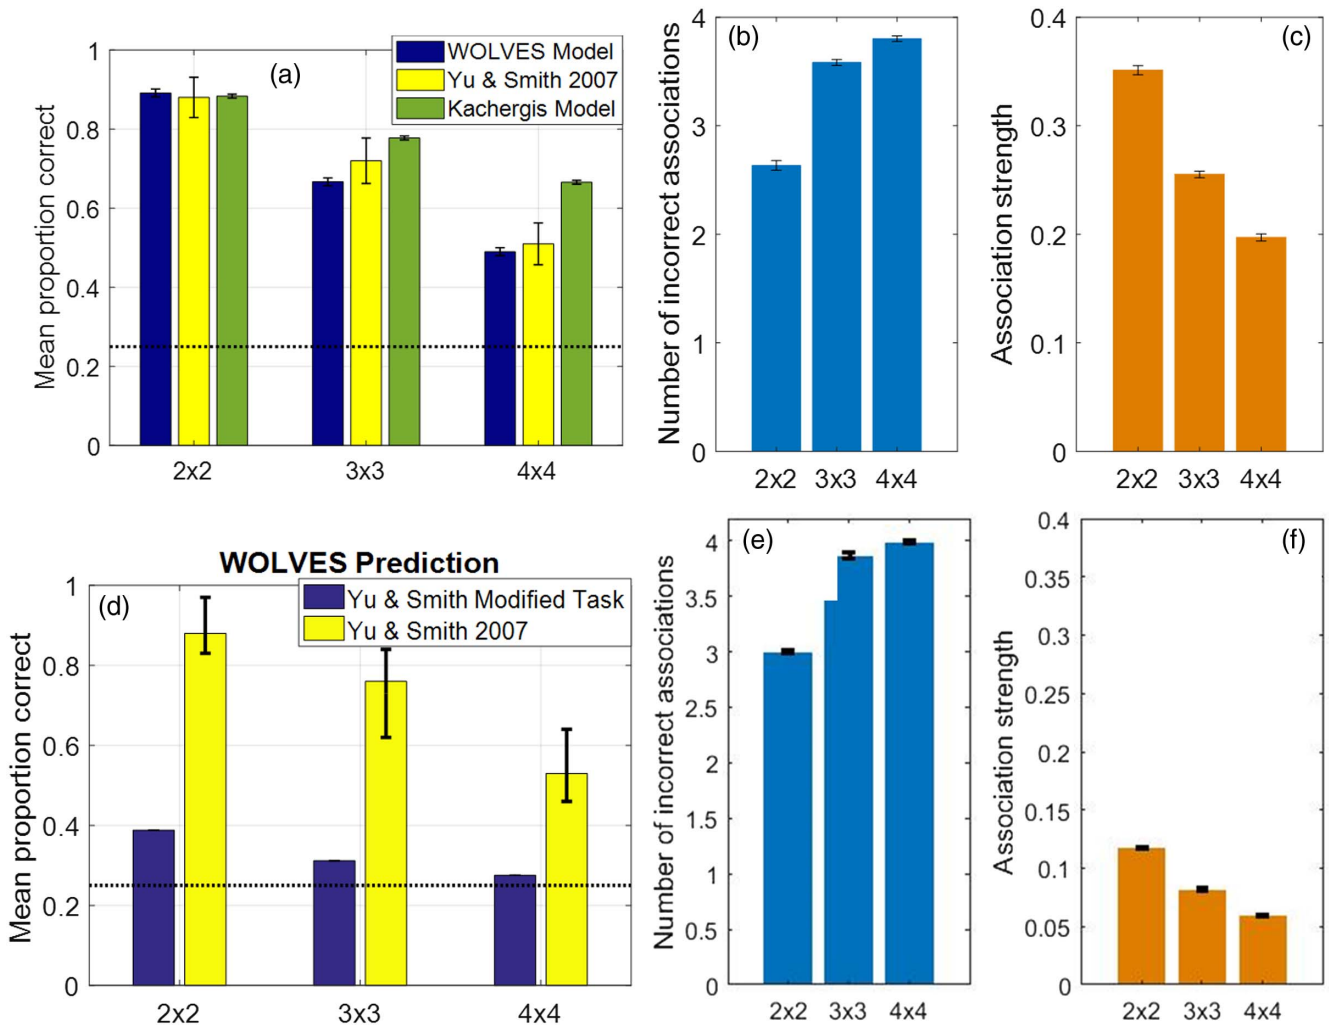 (a)
WOLVES Model
Yu & Smith 2007
Kachergis Model
Mean proportion correct
1
0.8
0.6
0.4
0.2
0
2x2 3x3 4x4
(b)
Number of incorrect associations
4
3
2
1
0
2x2 3x3 4x4
(c)
Association strength
0.4
0.3
0.2
0.1
0
2x2 3x3 4x4
WOLVES Prediction
(d)
Yu & Smith Modified Task
Yu & Smith 2007
Mean proportion correct
1
0.8
0.6
0.4
0.2
0
2x2 3x3 4x4
(e)
Number of incorrect associations
4
3.5
3
2.5
2
1.5
1
0.5
0
2x2 3x3 4x4
(f)
Association strength
0.4
0.35
0.3
0.25
0.2
0.15
0.1
0.05
0
2x2 3x3 4x4